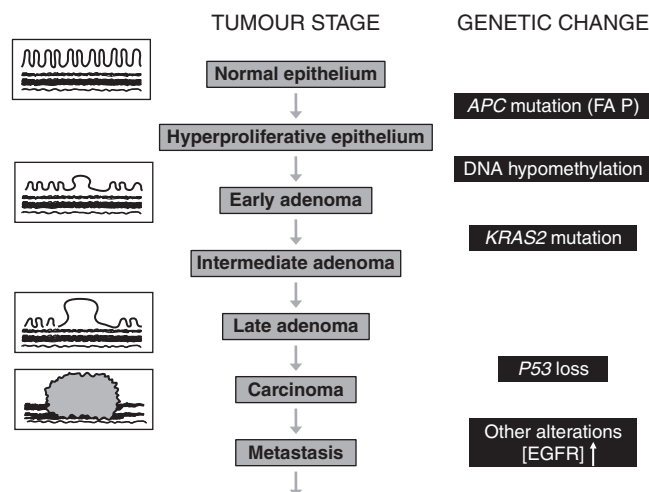 TUMOUR STAGE
GENETIC CHANGE
Normal epithelium
APC mutation (FA P)
Hyperproliferative epithelium
DNA hypomethylation
Early adenoma
KRAS2 mutation
Intermediate adenoma
Late adenoma
P53 loss
Carcinoma
Other alterations
[EGFR]
Metastasis